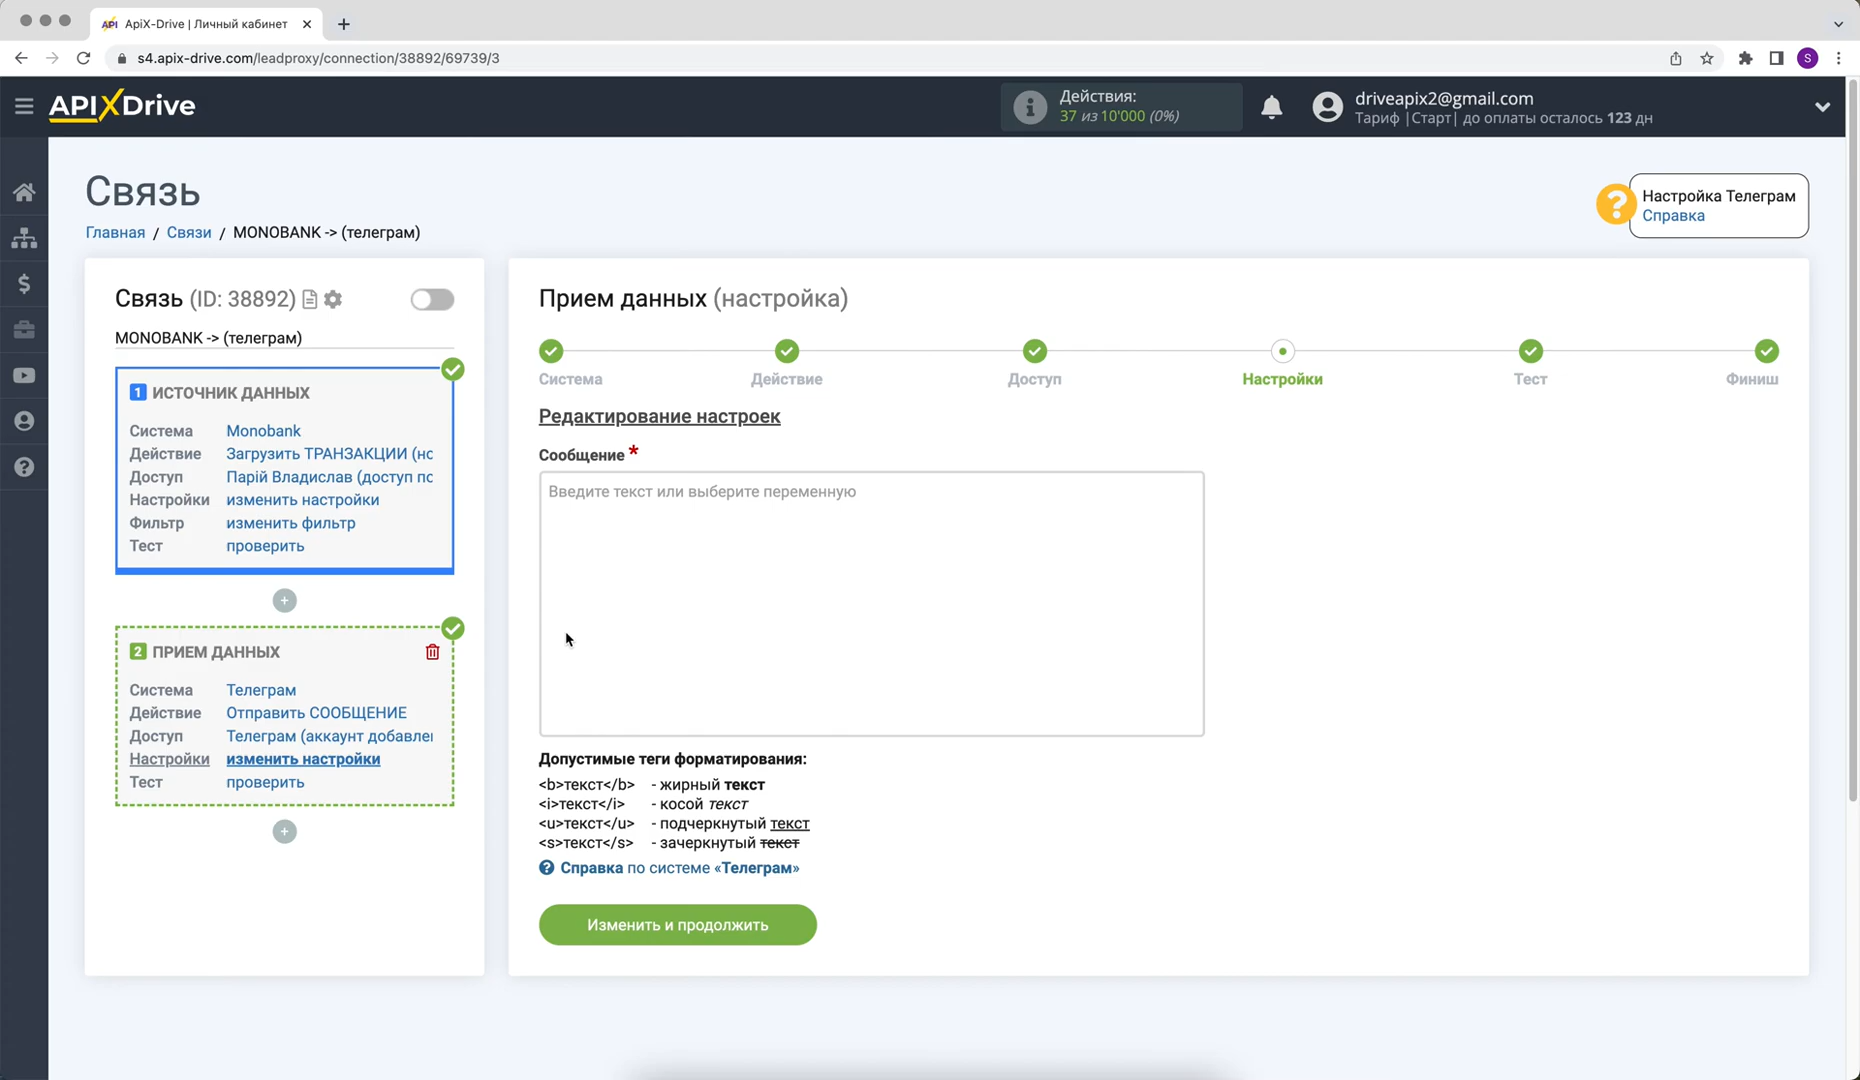 ApiX-Drive | Личный кабинет
s4.apix-drive.com/leadproxy/connection/38892/69739/3
S
APIXDrive
Действия:
37 из 10'000 (0%)
driveapix2@gmail.com
Тариф |Старт| до оплаты осталось 123 дн
Связь
Главная / Связи / MONOBANK -> (телеграм)
Настройка Телеграм
Справка
Связь (ID: 38892)
MONOBANK -> (телеграм)
1 ИСТОЧНИК ДАННЫХ
Система Monobank
Действие Загрузить ТРАНЗАКЦИИ (но
Доступ Парій Владислав (доступ по
Настройки изменить настройки
Фильтр изменить фильтр
Тест проверить
2 ПРИЕМ ДАННЫХ
Система Телеграм
Действие Отправить СООБЩЕНИЕ
Доступ Телеграм (аккаунт добавлен
Настройки изменить настройки
Тест проверить
Прием данных (настройка)
Система Действие Доступ Настройки Тест Финиш
Редактирование настроек
Сообщение *
Введите текст или выберите переменную
Допустимые теги форматирования:
<b>текст</b> - жирный текст
<i>текст</i> - косой текст
<u>текст</u> - подчеркнутый текст
<s>текст</s> - зачеркнутый текст
Справка по системе «Телеграм»
Изменить и продолжить